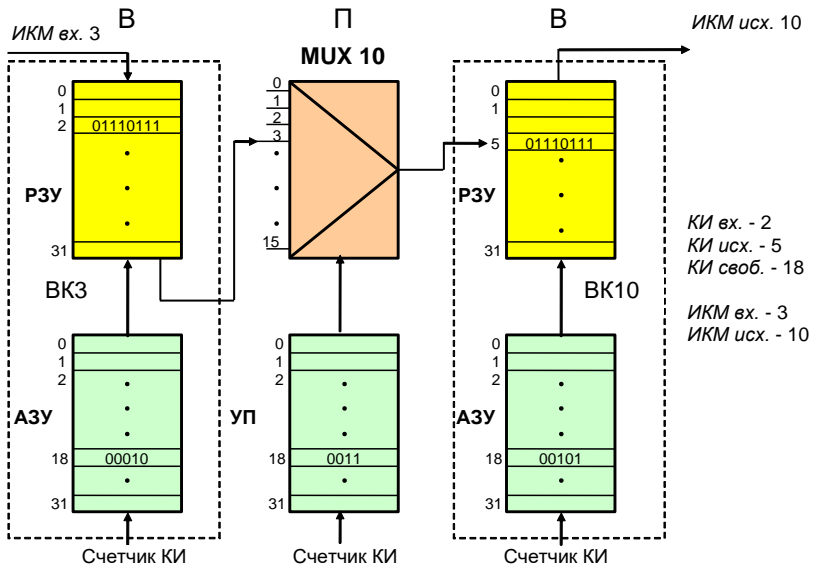 В П В
ИКМ вх. 3
ИКМ исх. 10
MUX 10
0
1
2 01110111
31
РЗУ
ВК3
0
1
2
3
15
0
1
5 01110111
31
РЗУ
ВК10
КИ вх. - 2
КИ исх. - 5
КИ своб. - 18
ИКМ вх. - 3
ИКМ исх. - 10
0
1
2
АЗУ
18 00010
31
Счетчик КИ
0
1
2
УП
18 0011
31
Счетчик КИ
0
1
2
АЗУ
18 00101
31
Счетчик КИ